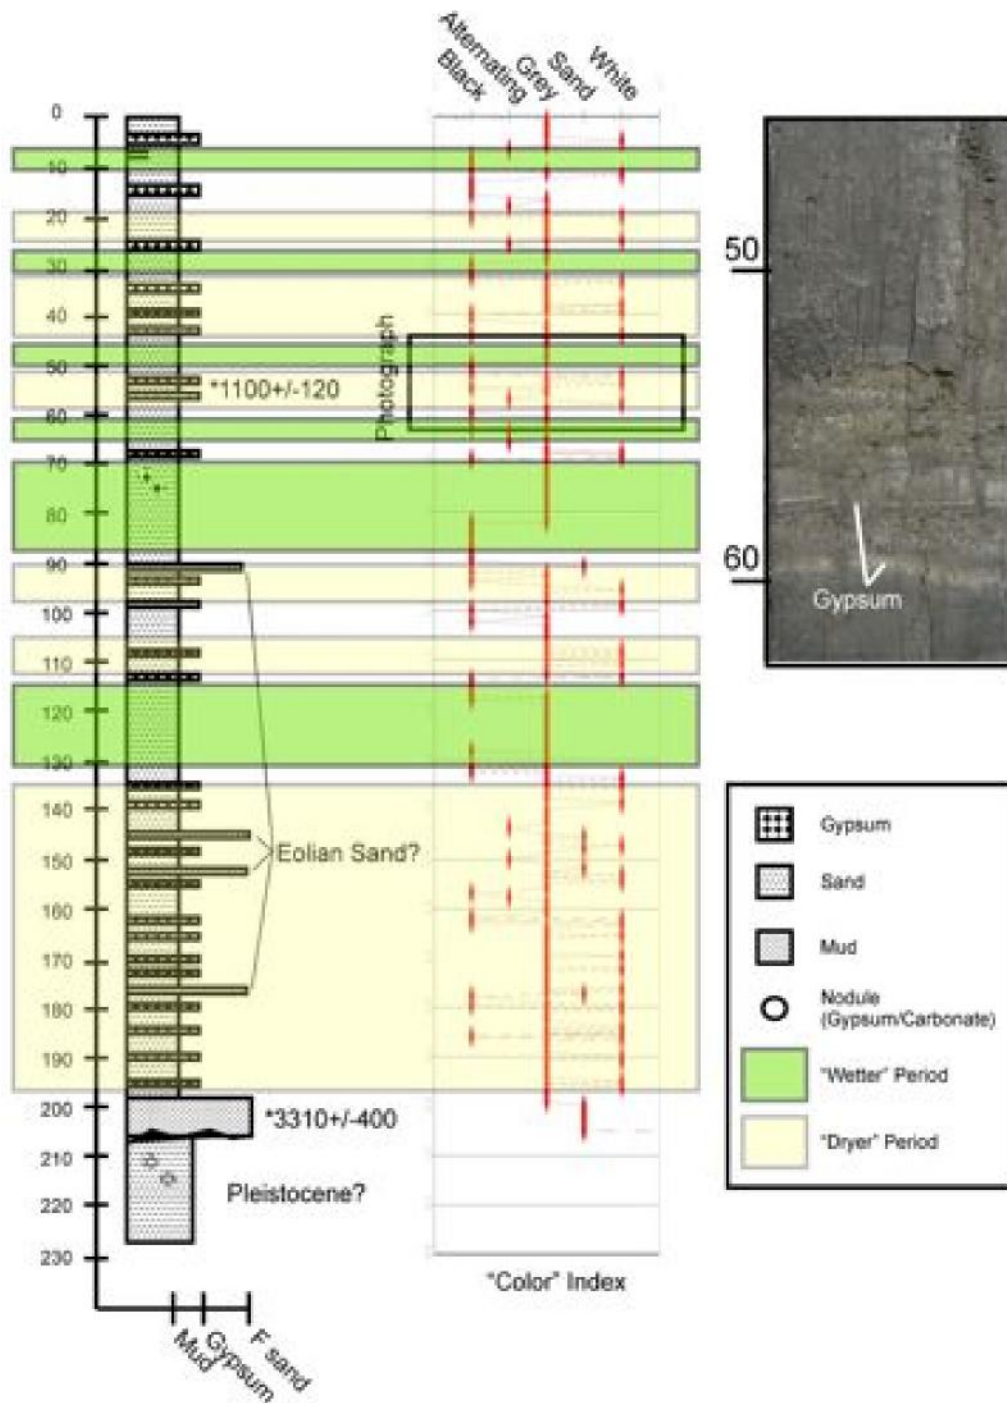 Black
Alternating
Grey
Sand
White
0
10
20
30
40
50
60
70
80
90
100
110
120
130
140
150
160
170
180
190
200
210
220
230
*1100+/-120
Photograph
Eolian Sand?
*3310+/-400
Pleistocene?
"Color" Index
Mud
Gypsum
F sand
50
60
Gypsum
Gypsum
Sand
Mud
Nodule
(Gypsum/Carbonate)
"Wetter" Period
"Dryer" Period